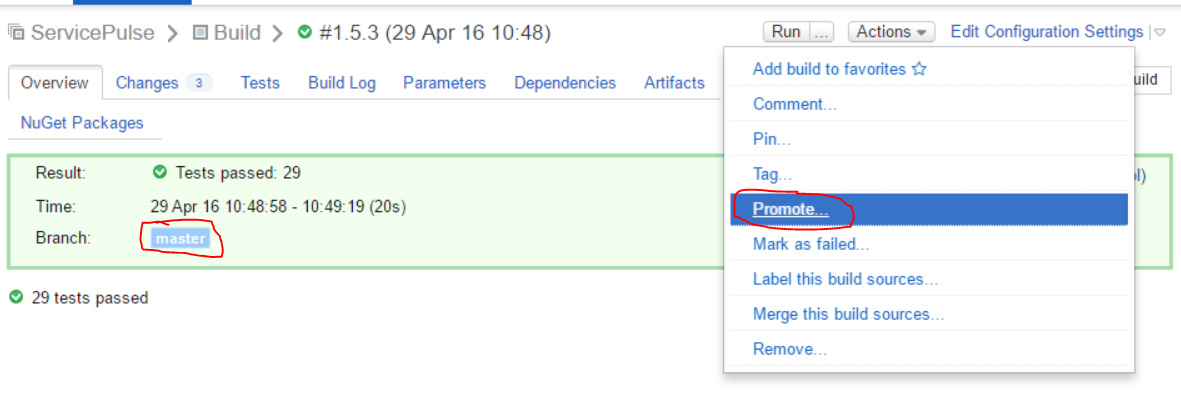 ServicePulse > Build > #1.5.3 (29 Apr 16 10:48)
Run ... Actions Edit Configuration Settings
Overview Changes 3 Tests Build Log Parameters Dependencies Artifacts
NuGet Packages
Result: Tests passed: 29
Time: 29 Apr 16 10:48:58 - 10:49:19 (20s)
Branch: master
29 tests passed
Add build to favorites
Comment...
Pin...
Tag...
Promote...
Mark as failed...
Label this build sources...
Merge this build sources...
Remove...